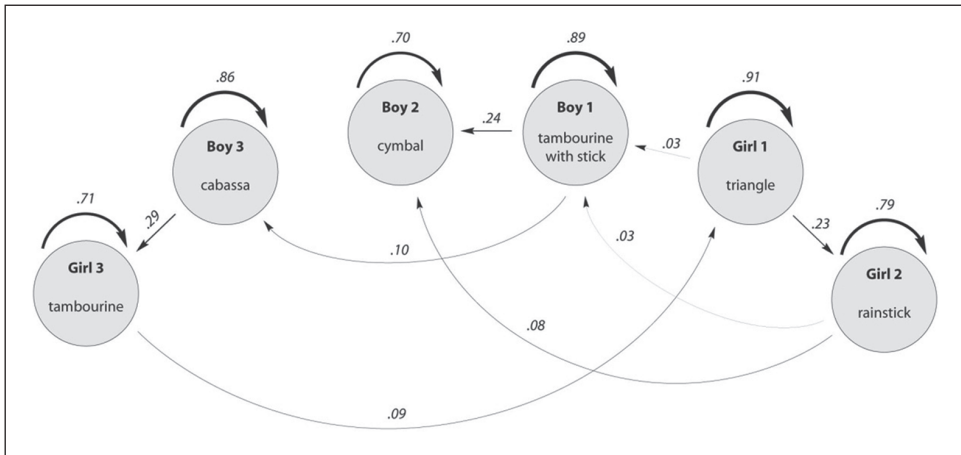 .70
.89
.86
.91
Boy 2
cymbal
.24
Boy 1
tambourine
with stick
.03
Girl 1
triangle
Boy 3
cabassa
.79
.71
.29
.23
Girl 3
tambourine
.10
.03
Girl 2
rainstick
.08
.09